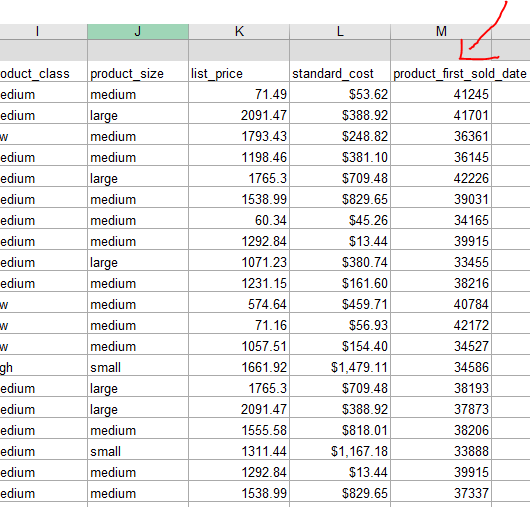 I J K L M
oduct_class product_size list_price standard_cost product_first_sold_date
edium medium 71.49 $53.62 41245
edium large 2091.47 $388.92 41701
w medium 1793.43 $248.82 36361
edium medium 1198.46 $381.10 36145
edium large 1765.3 $709.48 42226
edium medium 1538.99 $829.65 39031
edium medium 60.34 $45.26 34165
edium medium 1292.84 $13.44 39915
edium large 1071.23 $380.74 33455
edium medium 1231.15 $161.60 38216
w medium 574.64 $459.71 40784
w medium 71.16 $56.93 42172
w medium 1057.51 $154.40 34527
gh small 1661.92 $1,479.11 34586
edium large 1765.3 $709.48 38193
edium large 2091.47 $388.92 37873
edium medium 1555.58 $818.01 38206
edium small 1311.44 $1,167.18 33888
edium medium 1292.84 $13.44 39915
edium medium 1538.99 $829.65 37337